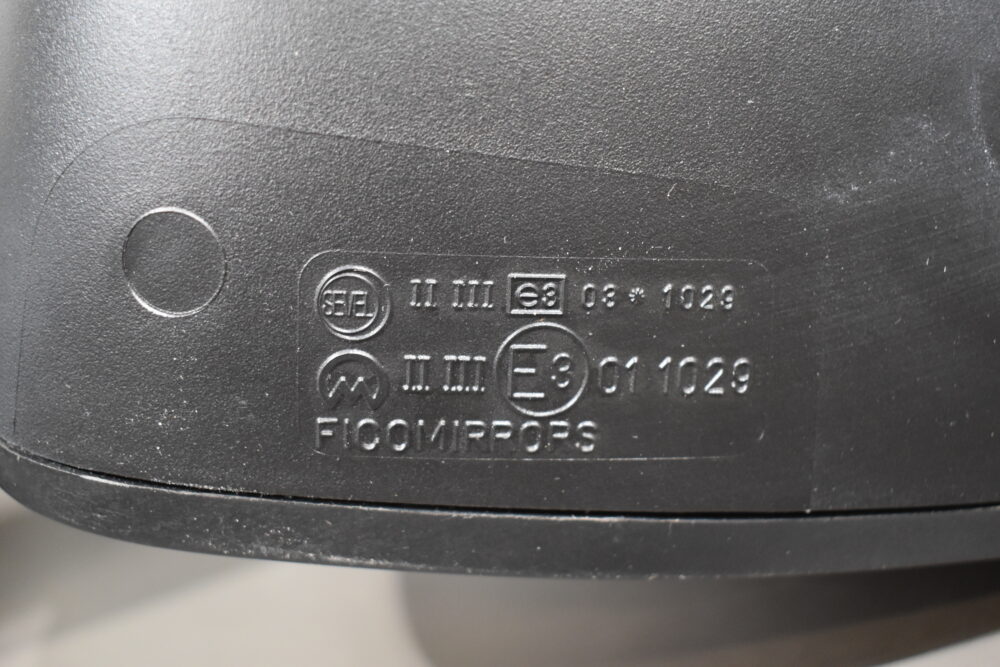 SEVEL II III e3 03 * 1029
II III E3 01 1029
FICOMIRRORS